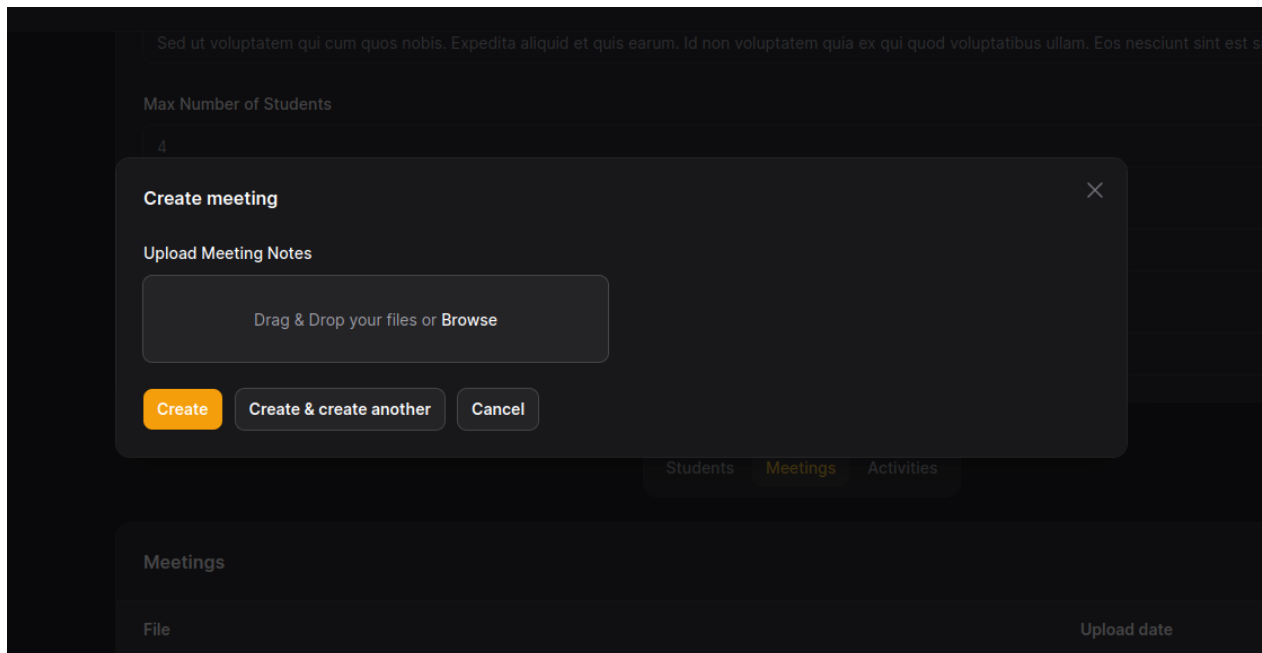 Sed ut voluptatem qui cum quos nobis. Expedita aliquid et quis earum. Id non voluptatem quia ex qui quod voluptatibus ullam. Eos nesciunt sint est s
Max Number of Students
4
Create meeting
Upload Meeting Notes
Drag & Drop your files or Browse
Create Create & create another Cancel
Students Meetings Activities
Meetings
File Upload date